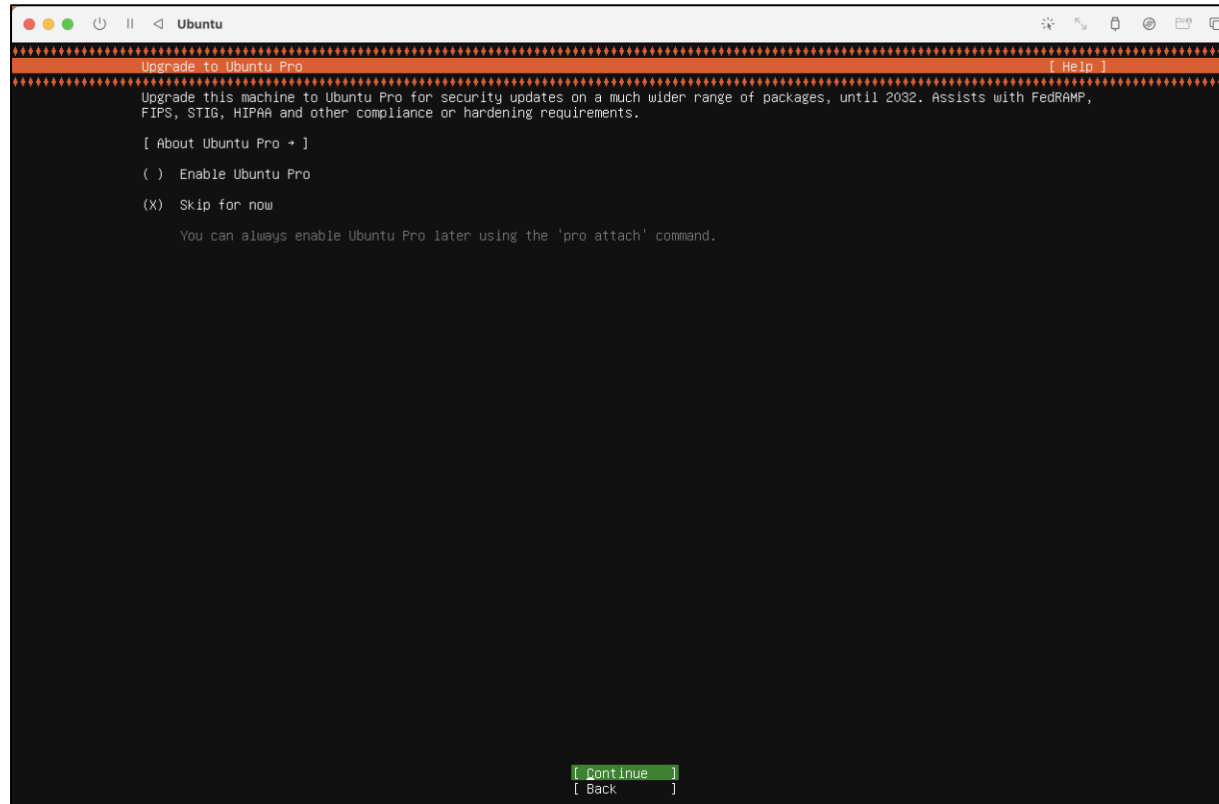 Ubuntu
Upgrade to Ubuntu Pro [ Help ]
Upgrade this machine to Ubuntu Pro for security updates on a much wider range of packages, until 2032. Assists with FedRAMP,
FIPS, STIG, HIPAA and other compliance or hardening requirements.
[ About Ubuntu Pro → ]
( ) Enable Ubuntu Pro
(X) Skip for now
You can always enable Ubuntu Pro later using the 'pro attach' command.
[ Continue ]
[ Back ]